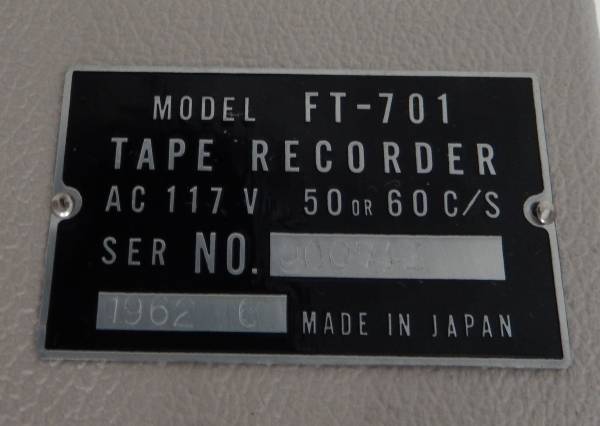 MODEL FT-701
TAPE RECORDER
AC 117 V 50 OR 60 C/S
SER NO.
1962 6
MADE IN JAPAN